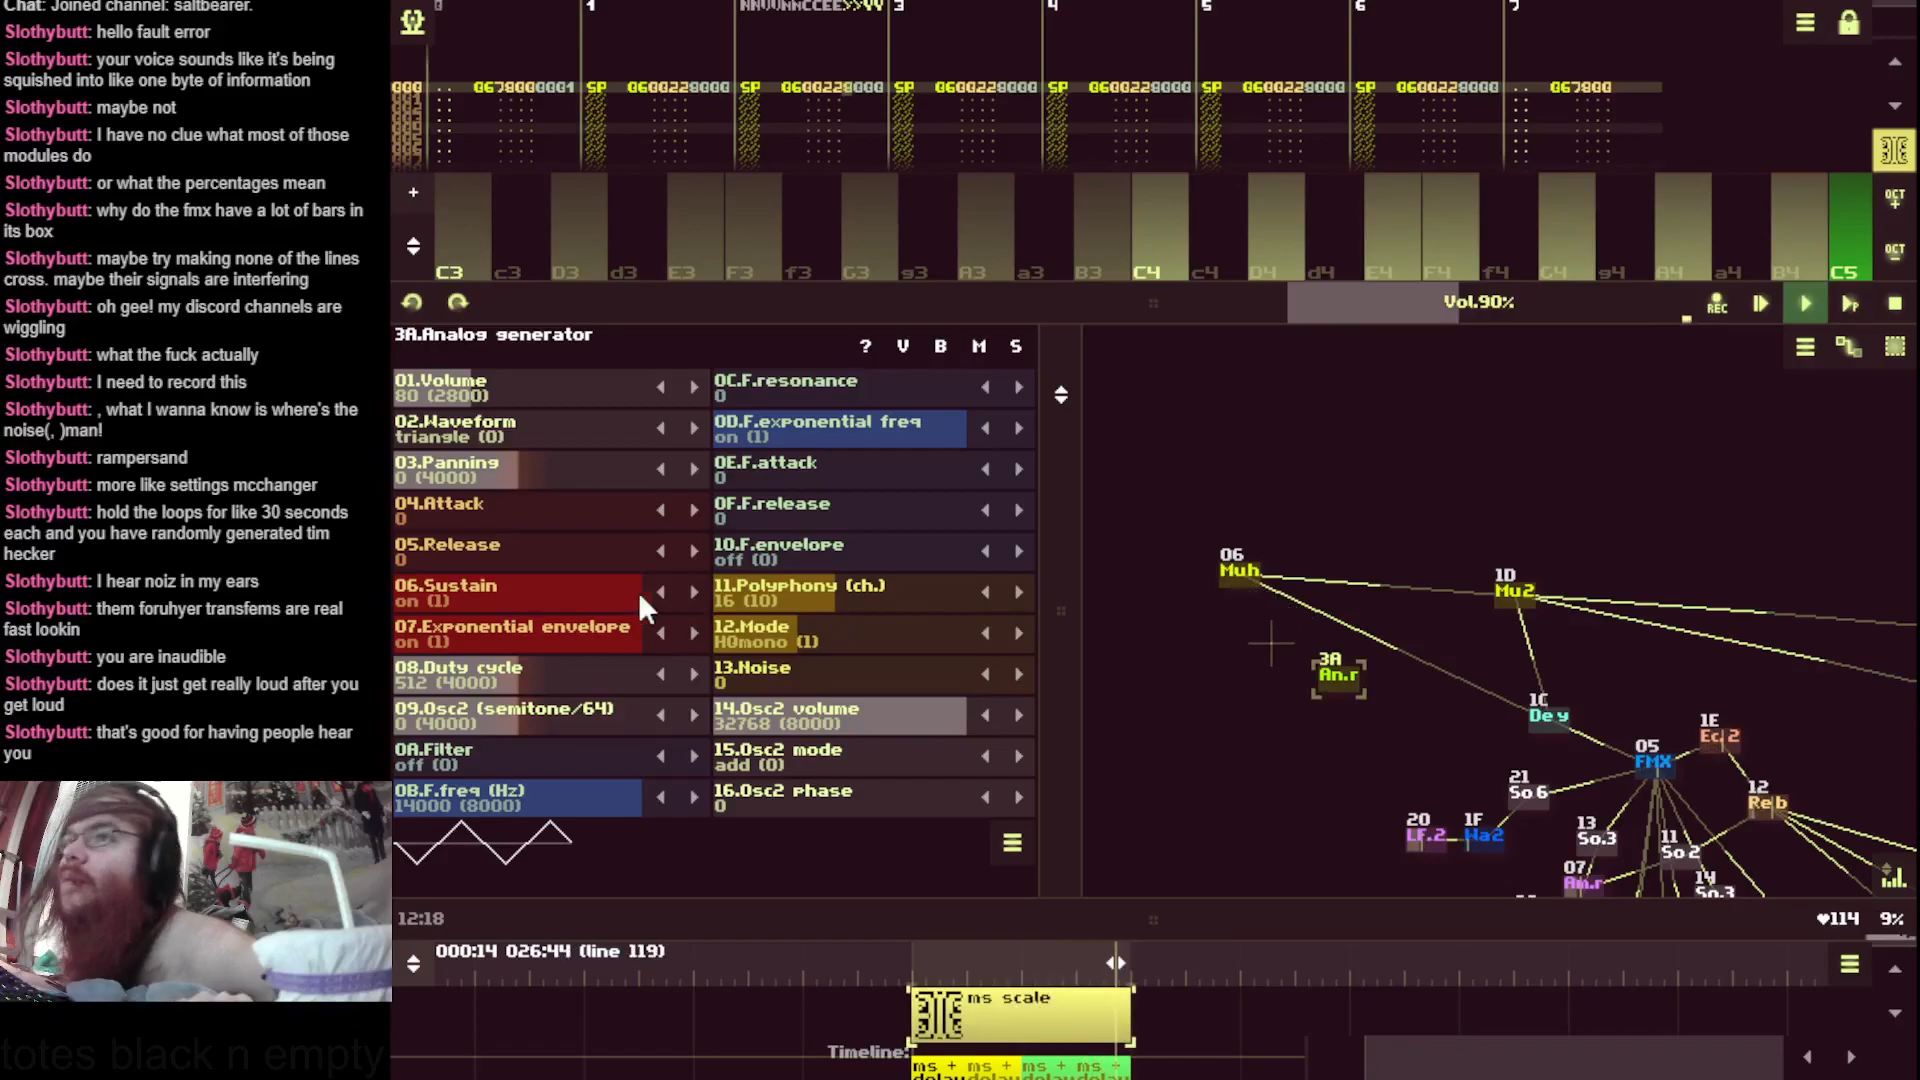 Chat: Joined channel: saltbearer.
Slothybutt: hello fault error
Slothybutt: your voice sounds like it's being
squished into like one byte of information
Slothybutt: maybe not
Slothybutt: I have no clue what most of those
modules do
Slothybutt: or what the percentages mean
Slothybutt: why do the fmx have a lot of bars in
its box
Slothybutt: maybe try making none of the lines
cross. maybe their signals are interfering
Slothybutt: oh gee! my discord channels are
wiggling
Slothybutt: what the fuck actually
Slothybutt: I need to record this
Slothybutt: , what I wanna know is where's the
noise(, )man!
Slothybutt: rampersand
Slothybutt: more like settings mcchanger
Slothybutt: hold the loops for like 30 seconds
each and you have randomly generated tim
hecker
Slothybutt: I hear noiz in my ears
Slothybutt: them foruhyer transfems are real
fast lookin
Slothybutt: you are inaudible
Slothybutt: does it just get really loud after you
get loud
Slothybutt: that's good for having people hear
you
totes black n empty
0 1 3 4 5 6 7
C3 c3 D3 d3 E3 F3 f3 G3 g3 A3 a3 B3 C4 c4 D4 d4 E4 F4 f4 G4 g4 A4 a4 B4 C5
OCT +
OCT -
Vol.90%
REC
3A.Analog generator
? V B M S
01.Volume
80 (2800)
02.Waveform
triangle (0)
03.Panning
0 (4000)
04.Attack
0
05.Release
0
06.Sustain
on (1)
07.Exponential envelope
on (1)
08.Duty cycle
512 (4000)
09.Osc2 (semitone/64)
0 (4000)
0A.Filter
off (0)
0B.F.freq (Hz)
14000 (8000)
0C.F.resonance
0
0D.F.exponential freq
on (1)
0E.F.attack
0
0F.F.release
0
10.F.envelope
off (0)
11.Polyphony (ch.)
16 (10)
12.Mode
HQmono (1)
13.Noise
0
14.Osc2 volume
32768 (8000)
15.Osc2 mode
add (0)
16.Osc2 phase
0
06
Muh
1D
Mu2
3A
An.r
1C
De y
1E
Ec.2
05
FMX
21
So 6
12
Re b
20
LF.2
1F
Wa2
13
So.3
11
So 2
07
Am.r
14
So.3
12:18
114 9%
000:14 026:44 (line 119)
ms scale
Timeline:
ms + ms + ms + ms +